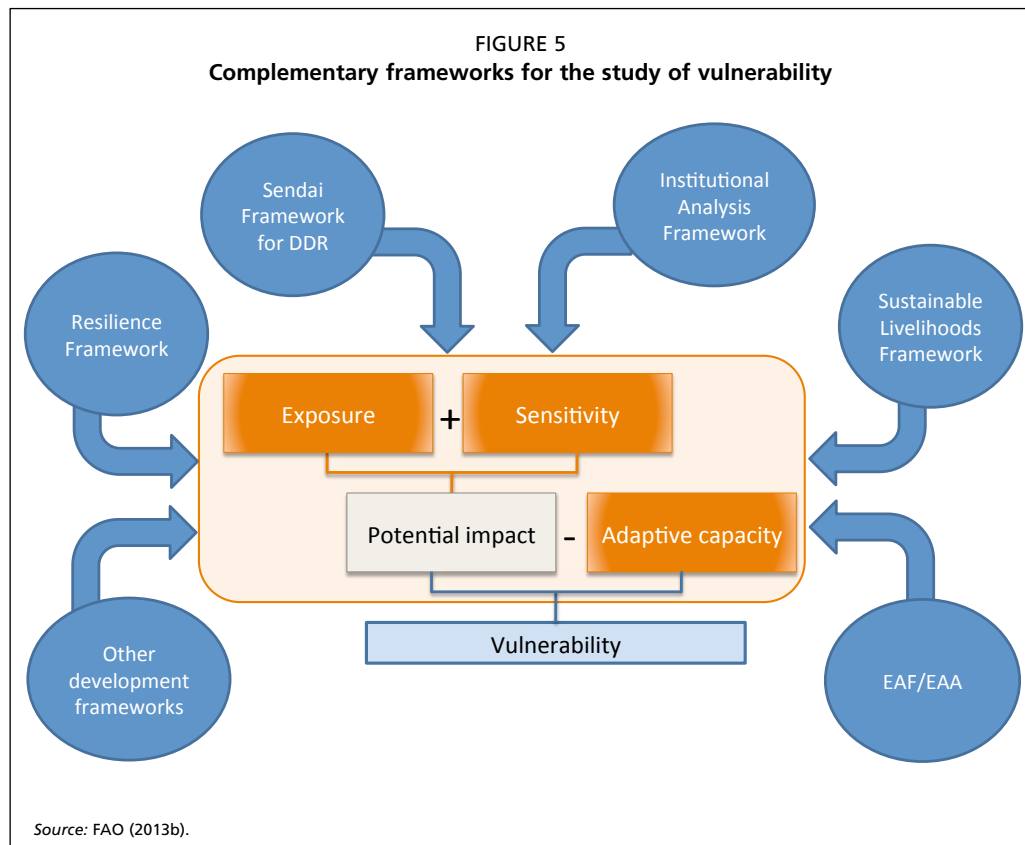 FIGURE 5
Complementary frameworks for the study of vulnerability
Sendai
Framework
for DDR
Institutional
Analysis
Framework
Resilience
Framework
Sustainable
Livelihoods
Framework
Exposure
+
Sensitivity
Potential impact
-
Adaptive capacity
Vulnerability
Other
development
frameworks
EAF/EAA
Source: FAO (2013b).